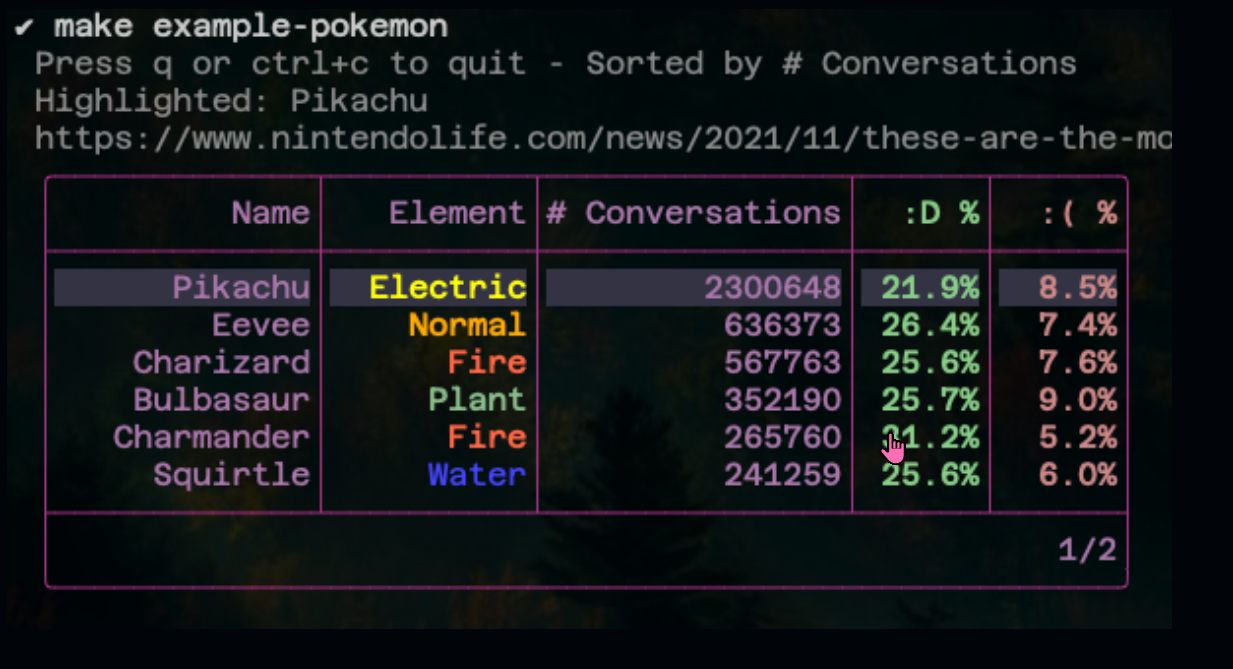 ✔ make example-pokemon
Press q or ctrl+c to quit - Sorted by # Conversations
Highlighted: Pikachu
https://www.nintendolife.com/news/2021/11/these-are-the-mo
Name Element # Conversations :D % :( %
Pikachu Electric 2300648 21.9% 8.5%
Eevee Normal 636373 26.4% 7.4%
Charizard Fire 567763 25.6% 7.6%
Bulbasaur Plant 352190 25.7% 9.0%
Charmander Fire 265760 5.2%
Squirtle Water 241259 25.6% 6.0%
1/2